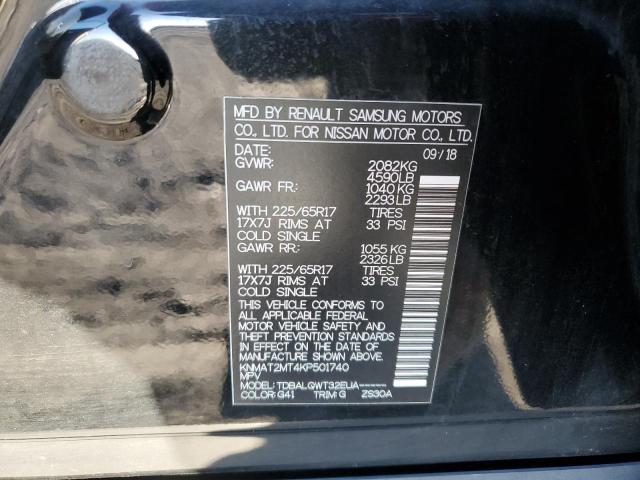 MFD BY RENAULT SAMSUNG MOTORS
CO., LTD. FOR NISSAN MOTOR CO., LTD.
DATE: 09/18
GVWR: 2082KG
4590LB
GAWR FR: 1040KG
2293LB
WITH 225/65R17 TIRES
17X7J RIMS AT 33 PSI
COLD SINGLE
GAWR RR: 1055KG
2326LB
WITH 225/65R17 TIRES
17X7J RIMS AT 33 PSI
COLD SINGLE
THIS VEHICLE CONFORMS TO
ALL APPLICABLE FEDERAL
MOTOR VEHICLE SAFETY AND
THEFT PREVENTION STANDARDS
IN EFFECT ON THE DATE OF
MANUFACTURE SHOWN ABOVE.
KNMAT2MT4KP501740
MPV
MODEL: TDBALQWT32EUA-----
COLOR: G41 TRIM: G ZS30A